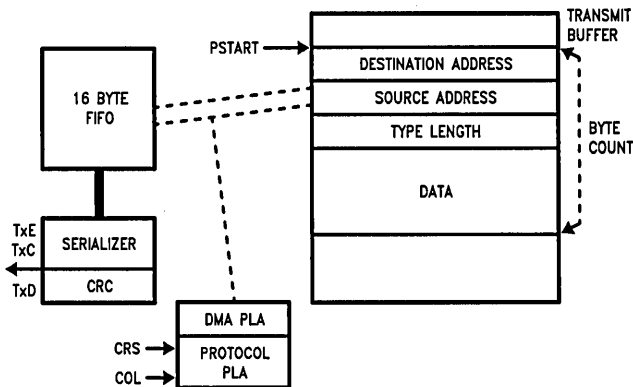 TRANSMIT
BUFFER
PSTART
DESTINATION ADDRESS
16 BYTE
FIFO
SOURCE ADDRESS
TYPE LENGTH
BYTE
COUNT
DATA
TxE
TxC
TxD
SERIALIZER
CRC
DMA PLA
CRS
PROTOCOL
PLA
COL